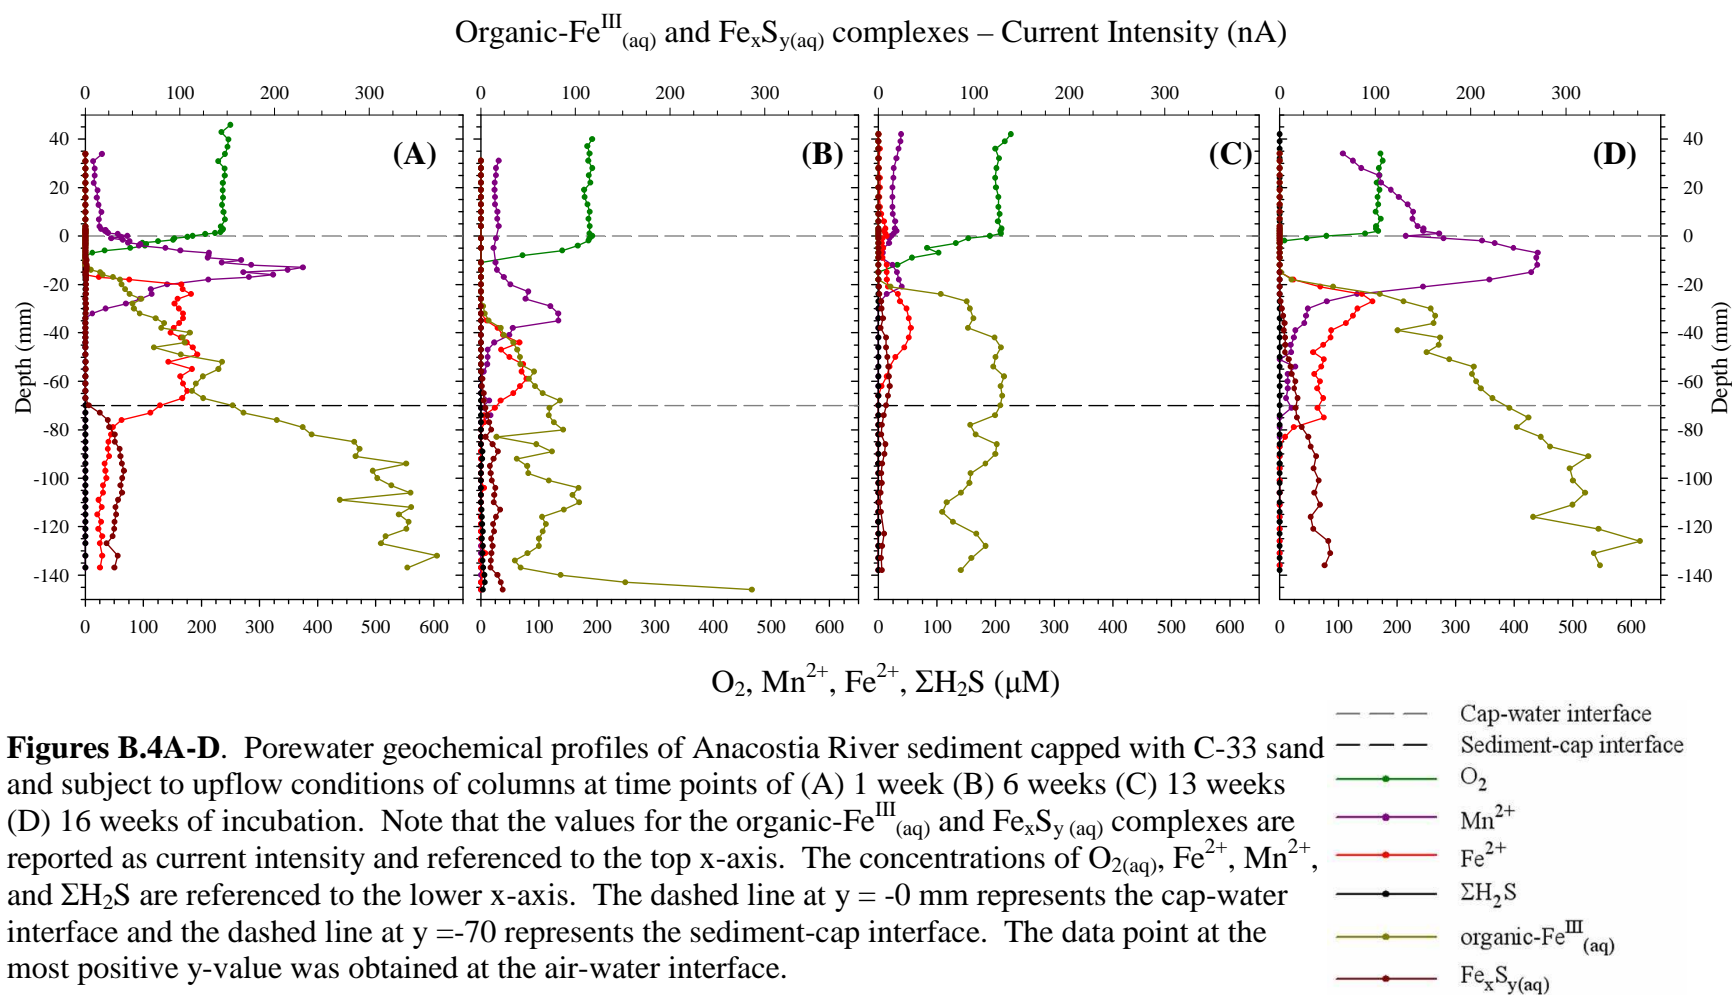 Organic-Fe^III_(aq) and Fe_xS_y(aq) complexes – Current Intensity (nA)
0 100 200 300 0 100 200 300 0 100 200 300 0 100 200 300
(A) (B) (C) (D)
40 20 0 -20 -40 -60 -80 -100 -120 -140
Depth (mm)
40 20 0 -20 -40 -60 -80 -100 -120 -140
Depth (mm)
0 100 200 300 400 500 600 0 100 200 300 400 500 600 0 100 200 300 400 500 600 0 100 200 300 400 500 600
O₂, Mn²⁺, Fe²⁺, ΣH₂S (μM)
Figures B.4A-D. Porewater geochemical profiles of Anacostia River sediment capped with C-33 sand
and subject to upflow conditions of columns at time points of (A) 1 week (B) 6 weeks (C) 13 weeks
(D) 16 weeks of incubation. Note that the values for the organic-Fe^III_(aq) and Fe_xS_y (aq) complexes are
reported as current intensity and referenced to the top x-axis. The concentrations of O_2(aq), Fe²⁺, Mn²⁺,
and ΣH₂S are referenced to the lower x-axis. The dashed line at y = -0 mm represents the cap-water
interface and the dashed line at y =-70 represents the sediment-cap interface. The data point at the
most positive y-value was obtained at the air-water interface.
Cap-water interface
Sediment-cap interface
O₂
Mn²⁺
Fe²⁺
ΣH₂S
organic-Fe^III_(aq)
Fe_xS_y(aq)